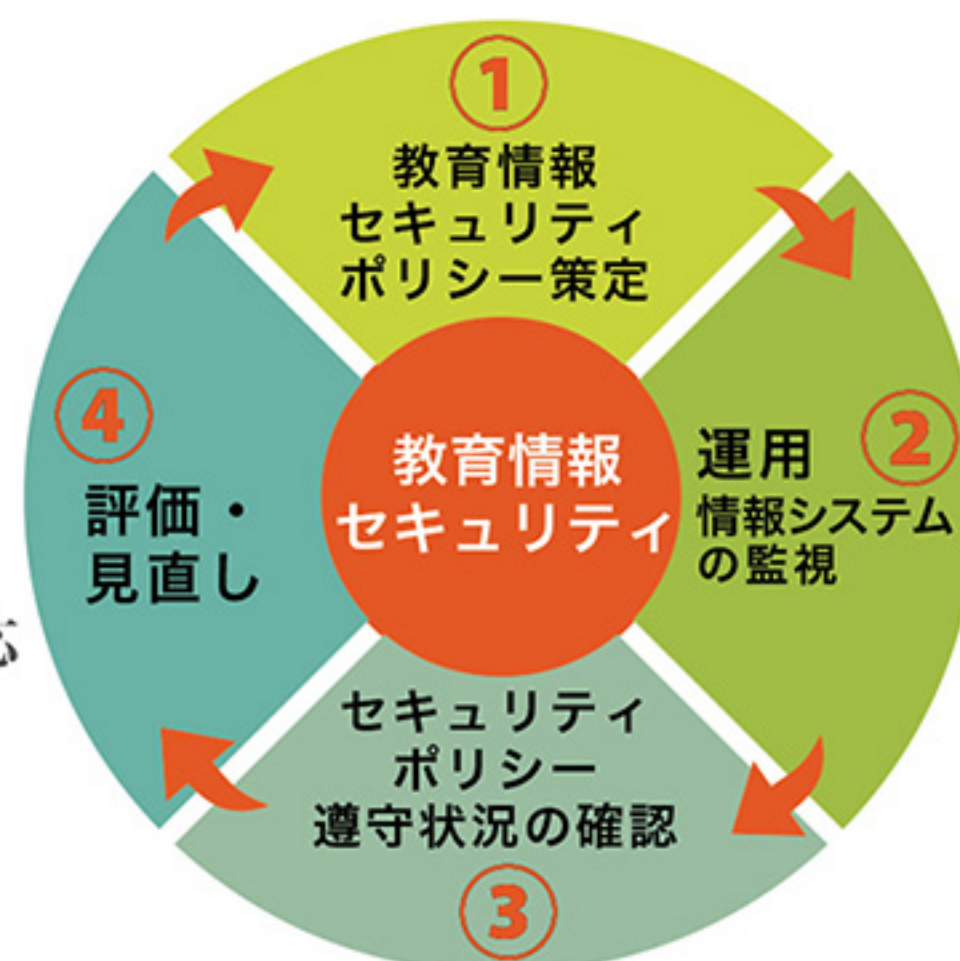 ①
教育情報
セキュリティ
ポリシー策定
②
運用
情報システム
の監視
セキュリティ
ポリシー
遵守状況の確認
③
④
評価・
見直し
教育情報
セキュリティ